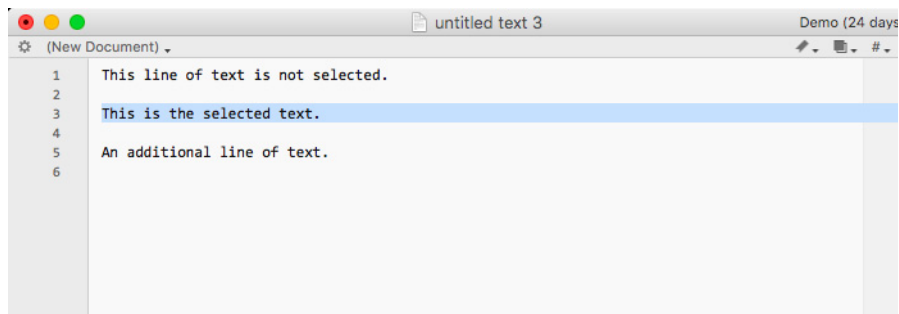 untitled text 3
Demo (24 days
(New Document)
#
1 This line of text is not selected.
2
3 This is the selected text.
4
5 An additional line of text.
6